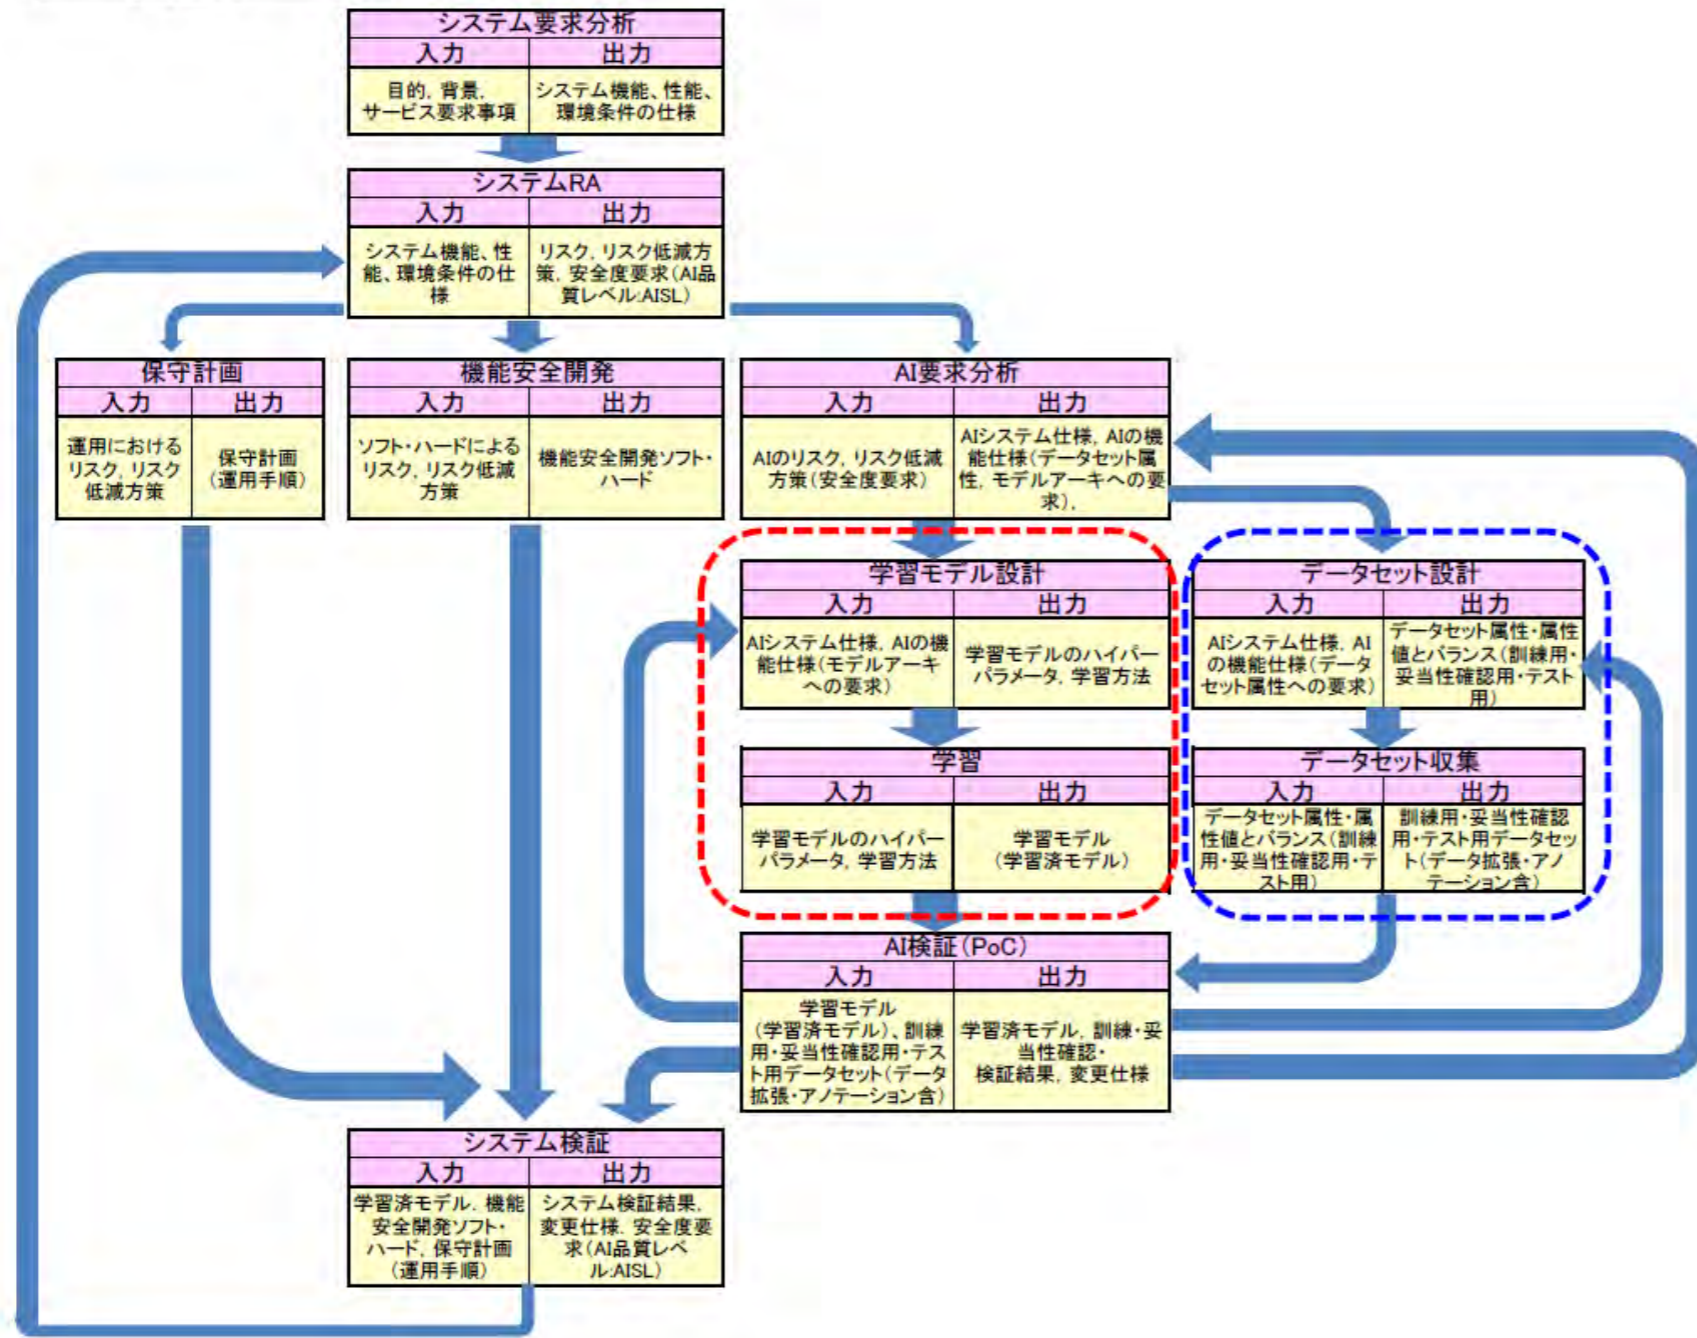 システム要求分析
入力
出力
目的, 背景,
サービス要求事項
システム機能、性能、
環境条件の仕様
システムRA
入力
出力
システム機能、性
能、環境条件の仕
様
リスク, リスク低減方
策, 安全度要求(AI品
質レベル:AISL)
保守計画
入力
出力
運用における
リスク, リスク
低減方策
保守計画
(運用手順)
機能安全開発
入力
出力
ソフト・ハードによる
リスク, リスク低減
方策
機能安全開発ソフト・
ハード
AI要求分析
入力
出力
AIのリスク, リスク低減
方策(安全度要求)
AIシステム仕様, AIの機
能仕様(データセット属
性, モデルアーキへの要
求),
学習モデル設計
入力
出力
AIシステム仕様, AIの機
能仕様(モデルアーキ
への要求)
学習モデルのハイパー
パラメータ, 学習方法
データセット設計
入力
出力
AIシステム仕様, AI
の機能仕様(データ
セット属性への要求)
データセット属性・属性
値とバランス(訓練用・
妥当性確認用・テスト
用)
学習
入力
出力
学習モデルのハイパー
パラメータ, 学習方法
学習モデル
(学習済モデル)
データセット収集
入力
出力
データセット属性・属
性値とバランス(訓練
用・妥当性確認用・テ
スト用)
訓練用・妥当性確認
用・テスト用データセッ
ト(データ拡張・アノ
テーション含)
AI検証(PoC)
入力
出力
学習モデル
(学習済モデル)、訓練
用・妥当性確認用・テス
ト用データセット(データ
拡張・アノテーション含)
学習済モデル, 訓練・妥
当性確認・
検証結果, 変更仕様
システム検証
入力
出力
学習済モデル, 機能
安全開発ソフト・
ハード, 保守計画
(運用手順)
システム検証結果,
変更仕様, 安全度要
求(AI品質レベ
ル:AISL)